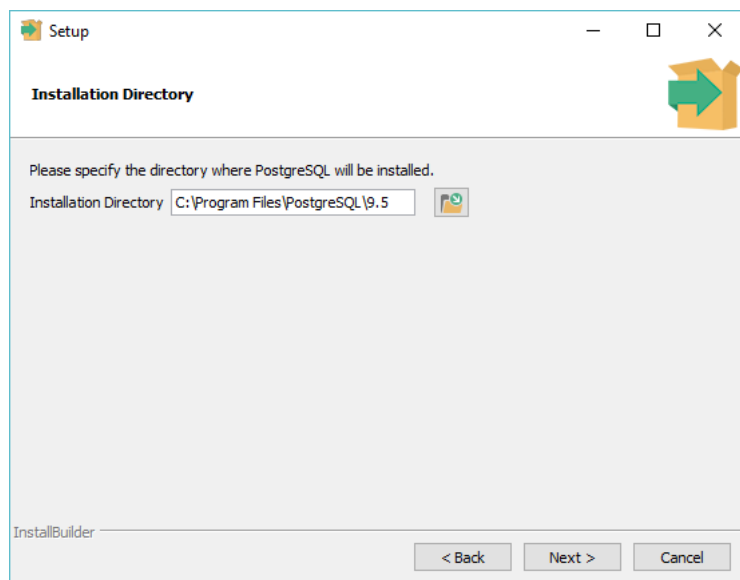 Setup
Installation Directory
Please specify the directory where PostgreSQL will be installed.
Installation Directory C:\Program Files\PostgreSQL\9.5
InstallBuilder
< Back Next > Cancel